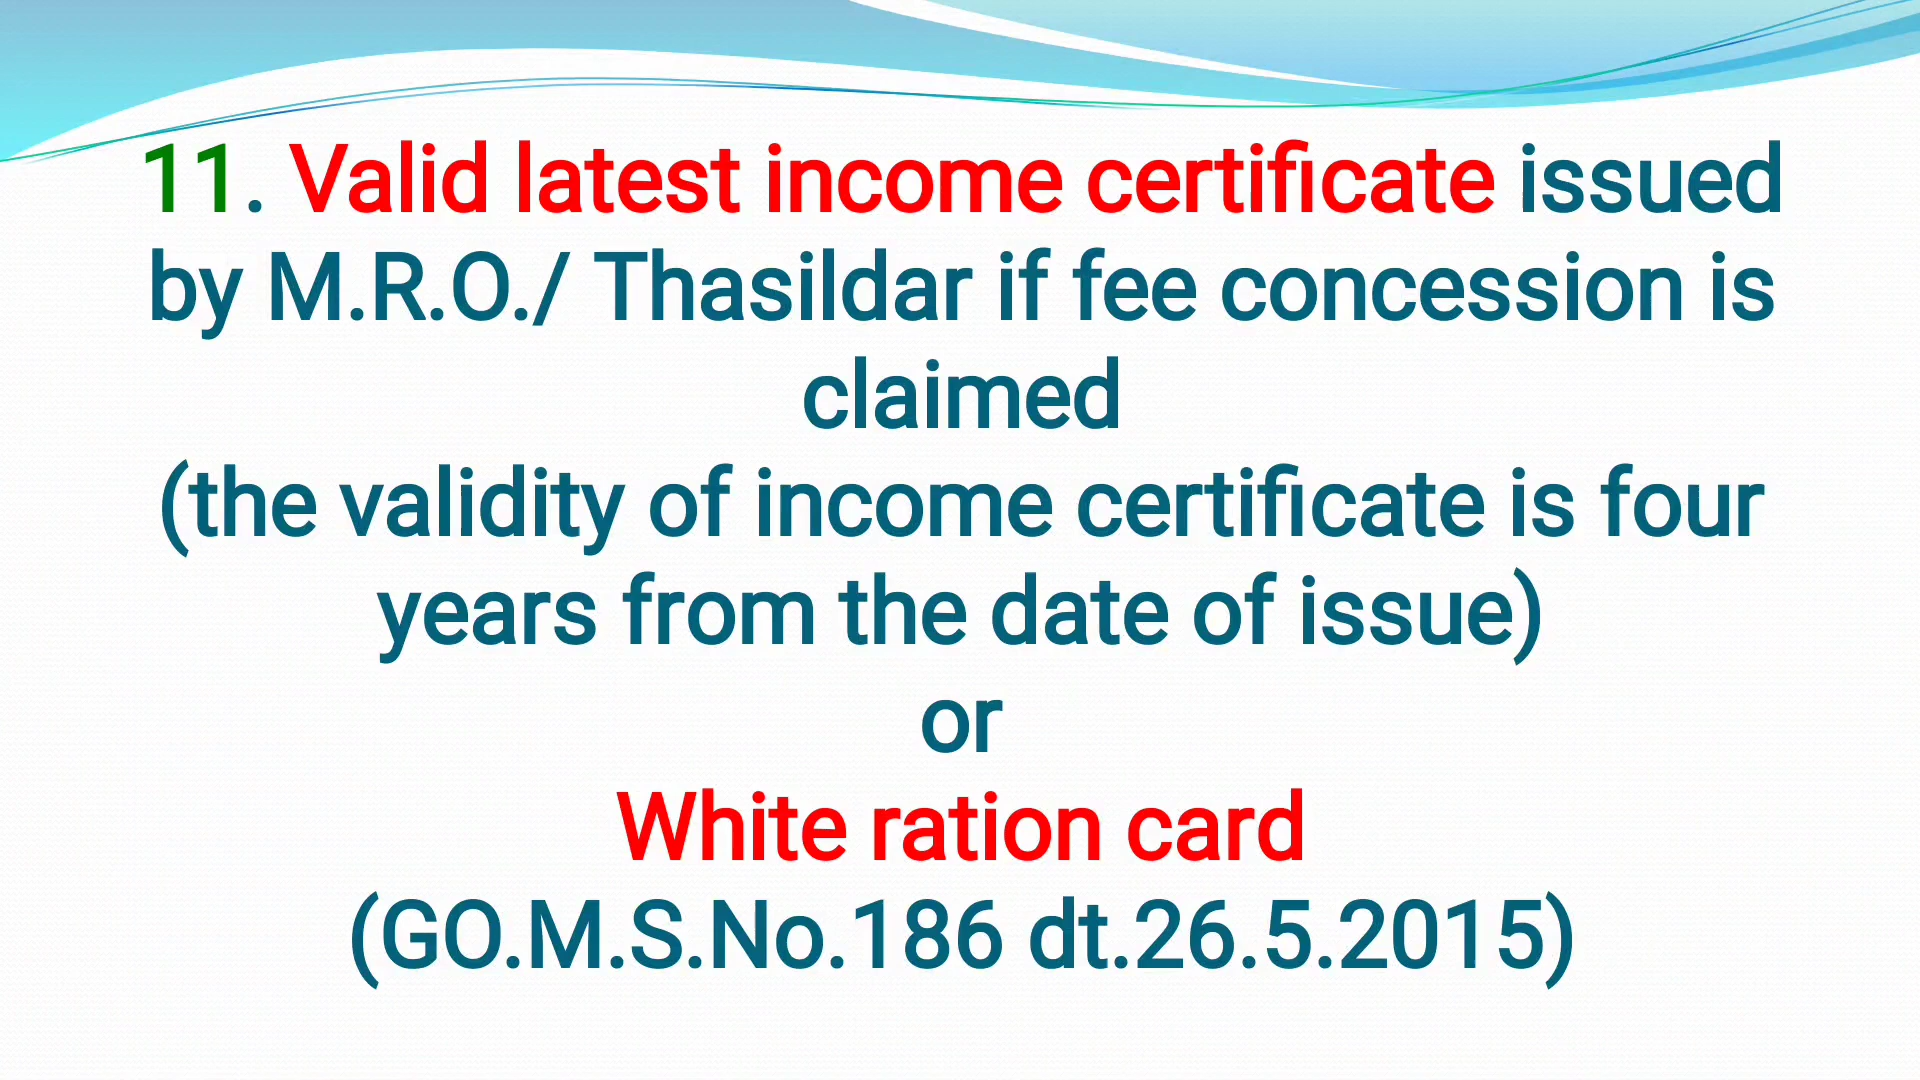 11. Valid latest income certificate issued
by M.R.O./ Thasildar if fee concession is
claimed
(the validity of income certificate is four
years from the date of issue)
or
White ration card
(GO.M.S.No.186 dt.26.5.2015)